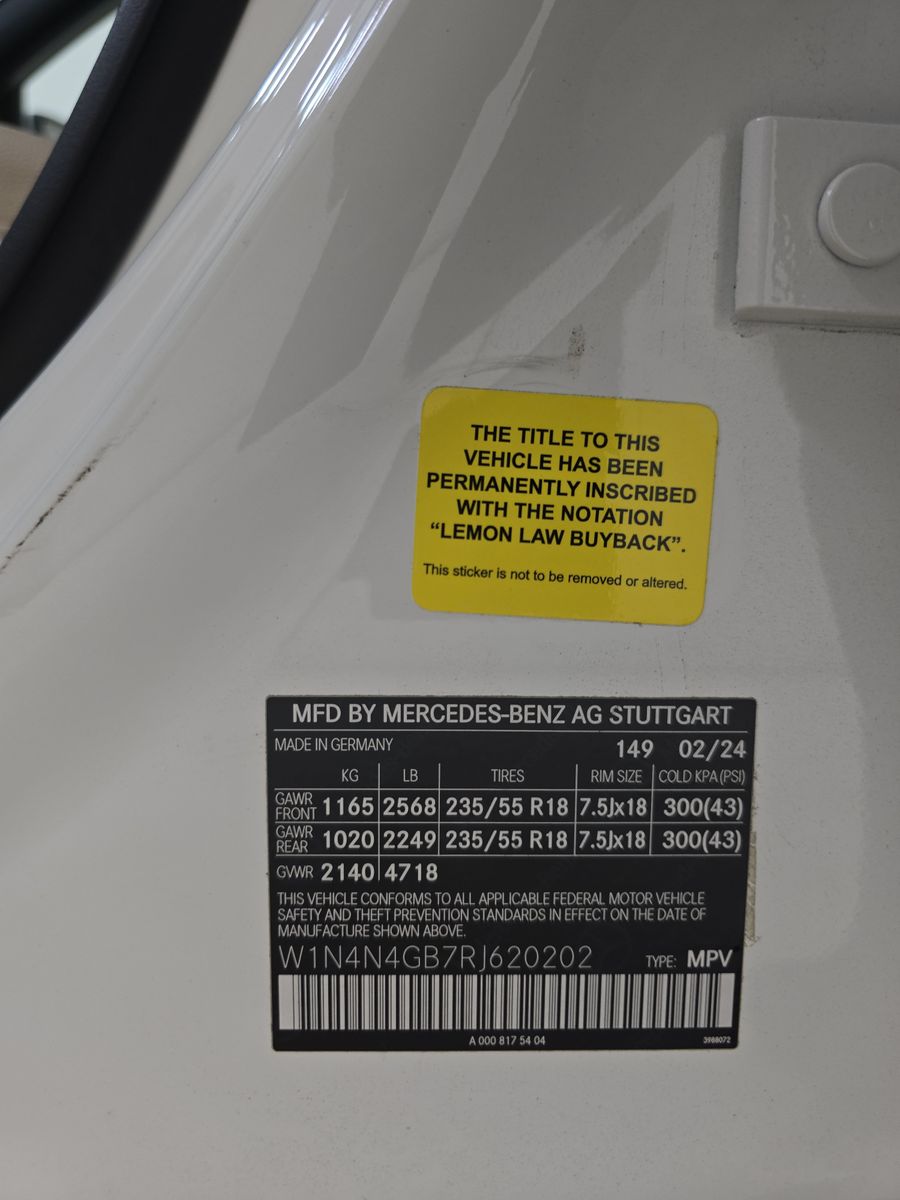 THE TITLE TO THIS
VEHICLE HAS BEEN
PERMANENTLY INSCRIBED
WITH THE NOTATION
“LEMON LAW BUYBACK”.
This sticker is not to be removed or altered.
MFD BY MERCEDES-BENZ AG STUTTGART
MADE IN GERMANY 149 02/24
KG LB TIRES RIM SIZE COLD KPA(PSI)
GAWR FRONT 1165 2568 235/55 R18 7.5Jx18 300(43)
GAWR REAR 1020 2249 235/55 R18 7.5Jx18 300(43)
GVWR 2140 4718
THIS VEHICLE CONFORMS TO ALL APPLICABLE FEDERAL MOTOR VEHICLE
SAFETY AND THEFT PREVENTION STANDARDS IN EFFECT ON THE DATE OF
MANUFACTURE SHOWN ABOVE.
W1N4N4GB7RJ620202 TYPE: MPV
A 000 817 54 04 3988072